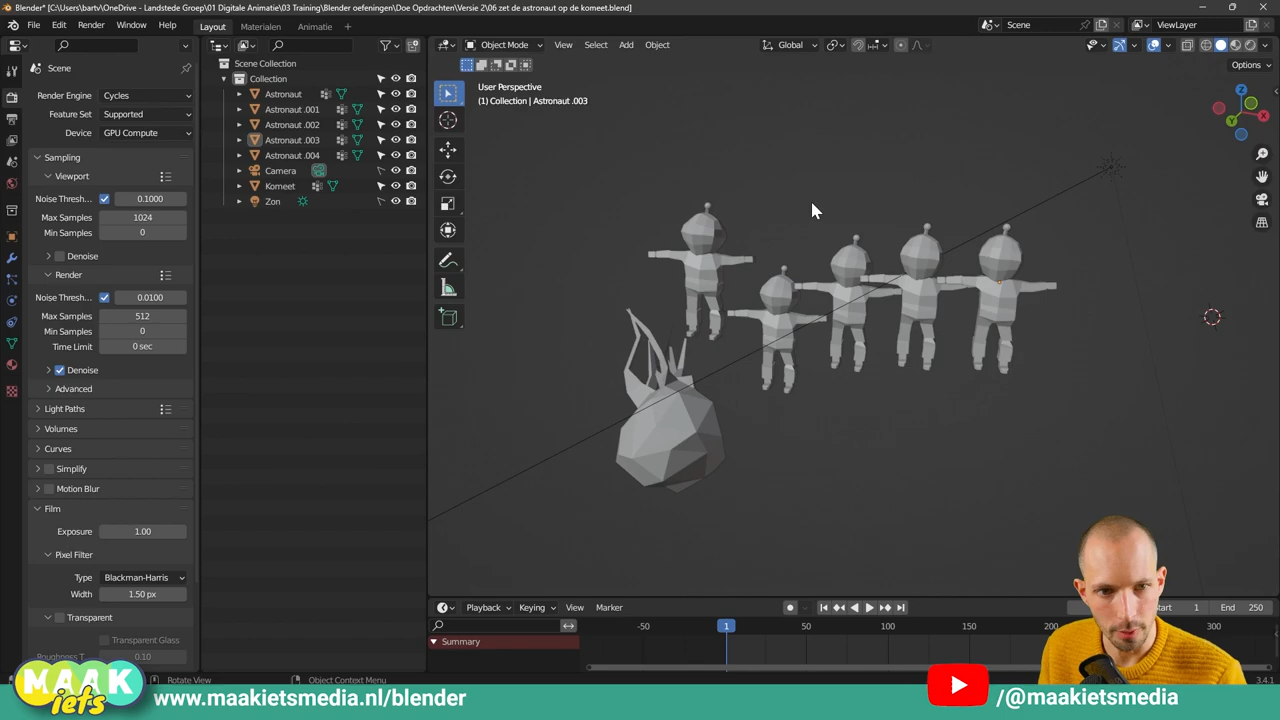 Blender* [C:\Users\bartv\OneDrive - Landstede Groep\01 Digitale Animatie\03 Training\Blender oefeningen\Doe Opdrachten\Versie 2\06 zet de astronaut op de komeet.blend]
File Edit Render Window Help Layout Materialen Animatie + Scene ViewLayer
Object Mode View Select Add Object Global
Options
Scene
Render Engine Cycles
Feature Set Supported
Device GPU Compute
Sampling
Viewport
Noise Thresh... 0.1000
Max Samples 1024
Min Samples 0
Denoise
Render
Noise Thresh... 0.0100
Max Samples 512
Min Samples 0
Time Limit 0 sec
Denoise
Advanced
Light Paths
Volumes
Curves
Simplify
Motion Blur
Film
Exposure 1.00
Pixel Filter
Type Blackman-Harris
Width 1.50 px
Transparent
Transparent Glass
Roughness T... 0.10
Scene Collection
Collection
Astronaut
Astronaut .001
Astronaut .002
Astronaut .003
Astronaut .004
Camera
Komeet
Zon
User Perspective
(1) Collection | Astronaut .003
Z
X
Y
Playback Keying View Marker
Start 1 End 250
-50 1 50 100 150 200 300
Summary
Rotate View Object Context Menu 3.4.1
MAAK
iets
www.maakietsmedia.nl/blender
/@maakietsmedia